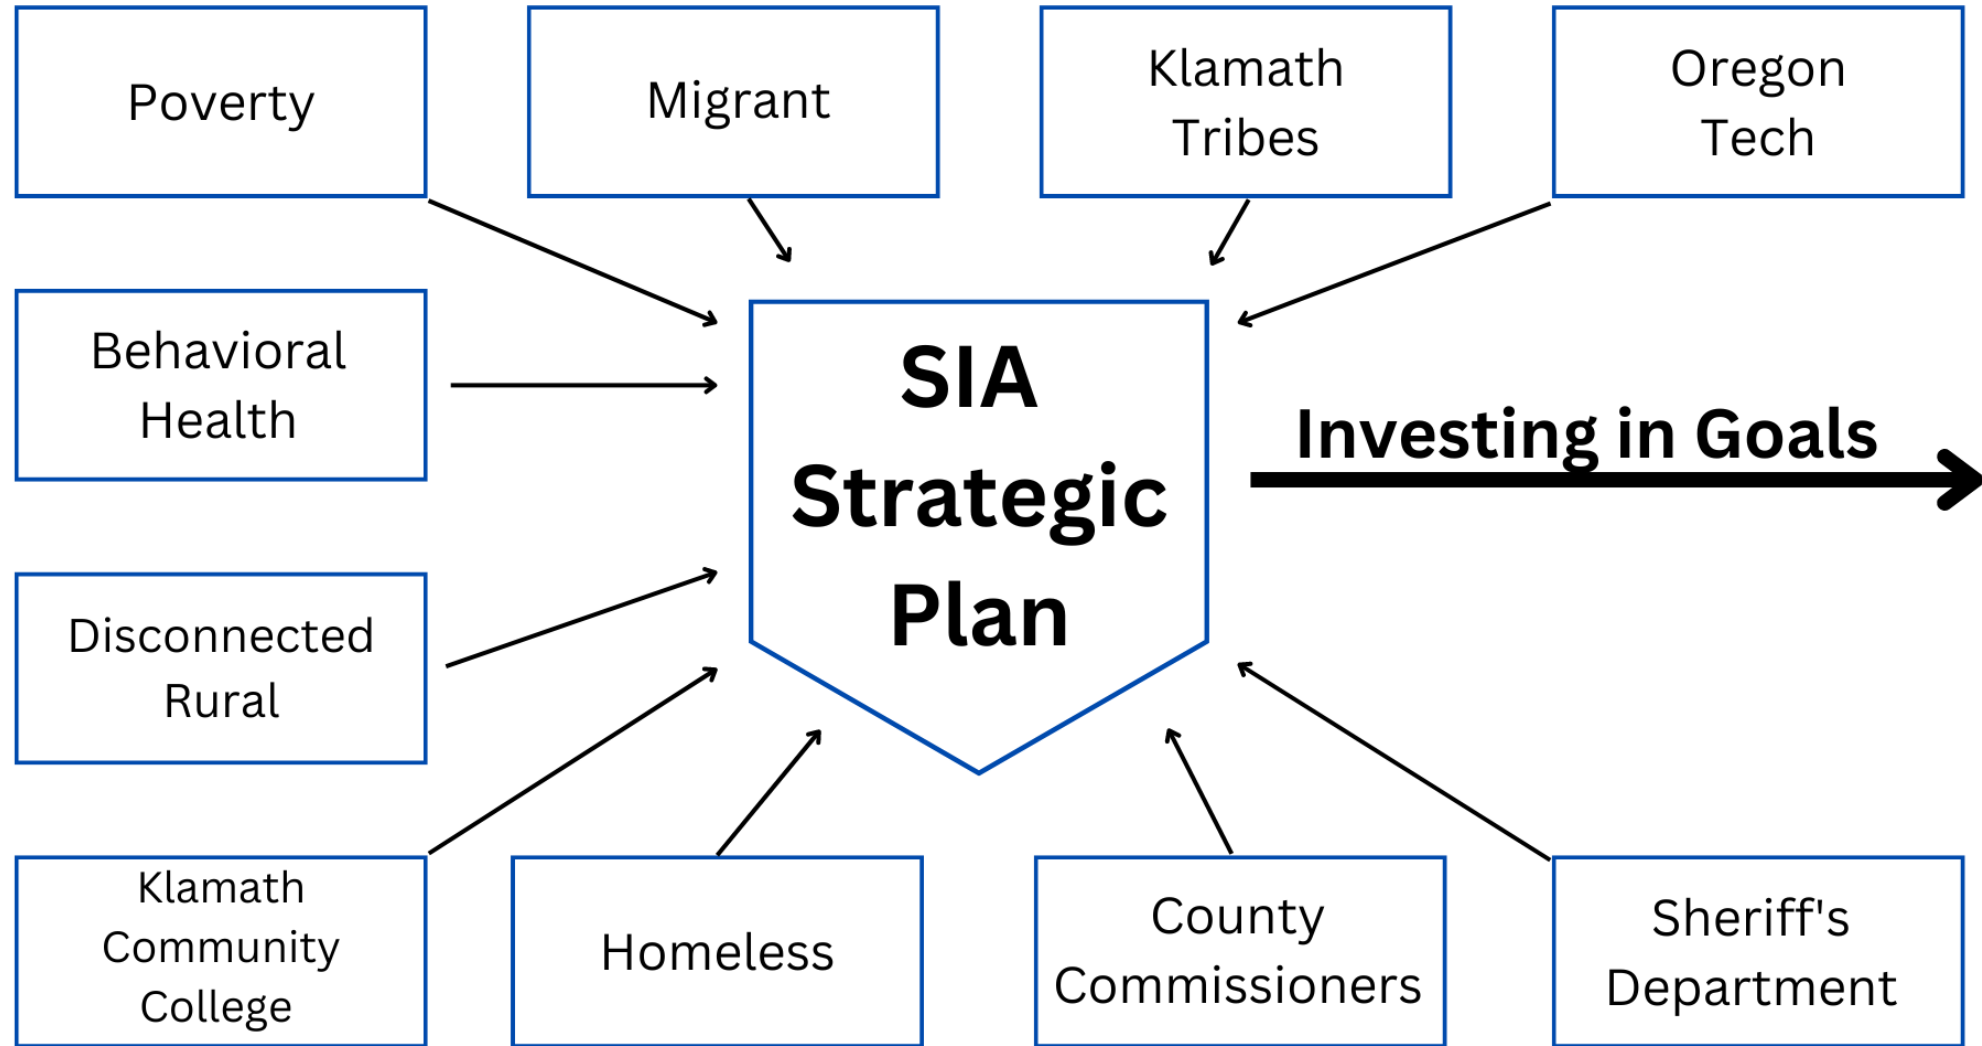 Poverty
Migrant
Klamath
Tribes
Oregon
Tech
Behavioral
Health
SIA
Strategic
Plan
Investing in Goals
Disconnected
Rural
Klamath
Community
College
Homeless
County
Commissioners
Sheriff's
Department